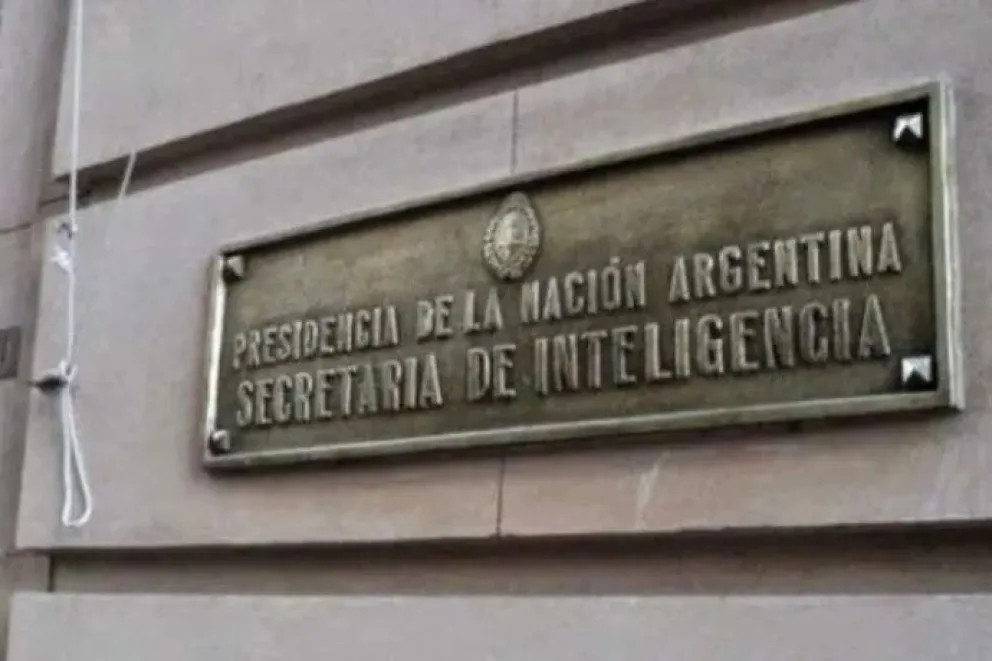 PRESIDENCIA DE LA NACIÓN ARGENTINA
SECRETARIA DE INTELIGENCIA